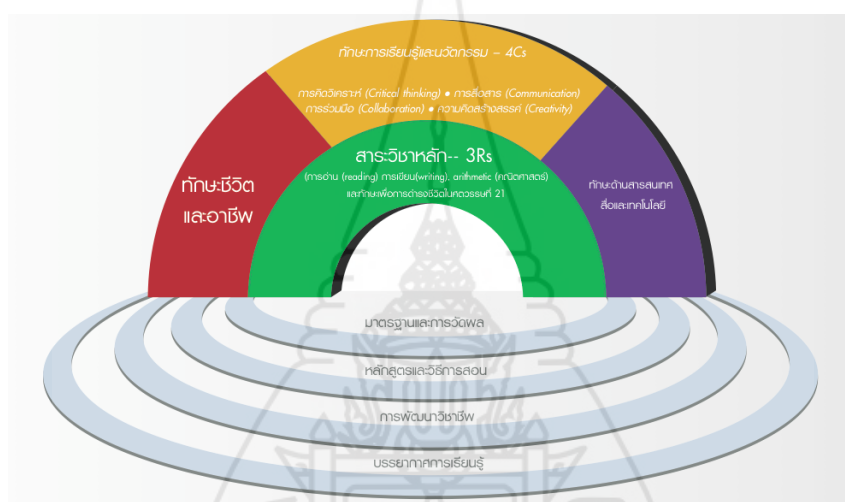 ทักษะการเรียนรู้และนวัตกรรม – 4Cs
การคิดวิเคราะห์ (Critical thinking) • การสื่อสาร (Communication)
การร่วมมือ (Collaboration) • ความคิดสร้างสรรค์ (Creativity)
สาระวิชาหลัก-- 3Rs
(การอ่าน (reading) การเขียน(writing). arithmetic (คณิตศาสตร์)
และทักษะเพื่อการดำรงชีวิตในศตวรรษที่ 21
ทักษะชีวิต
และอาชีพ
ทักษะด้านสารสนเทศ
สื่อและเทคโนโลยี
มาตรฐานและการวัดผล
หลักสูตรและวิธีการสอน
การพัฒนาวิชาชีพ
บรรยากาศการเรียนรู้